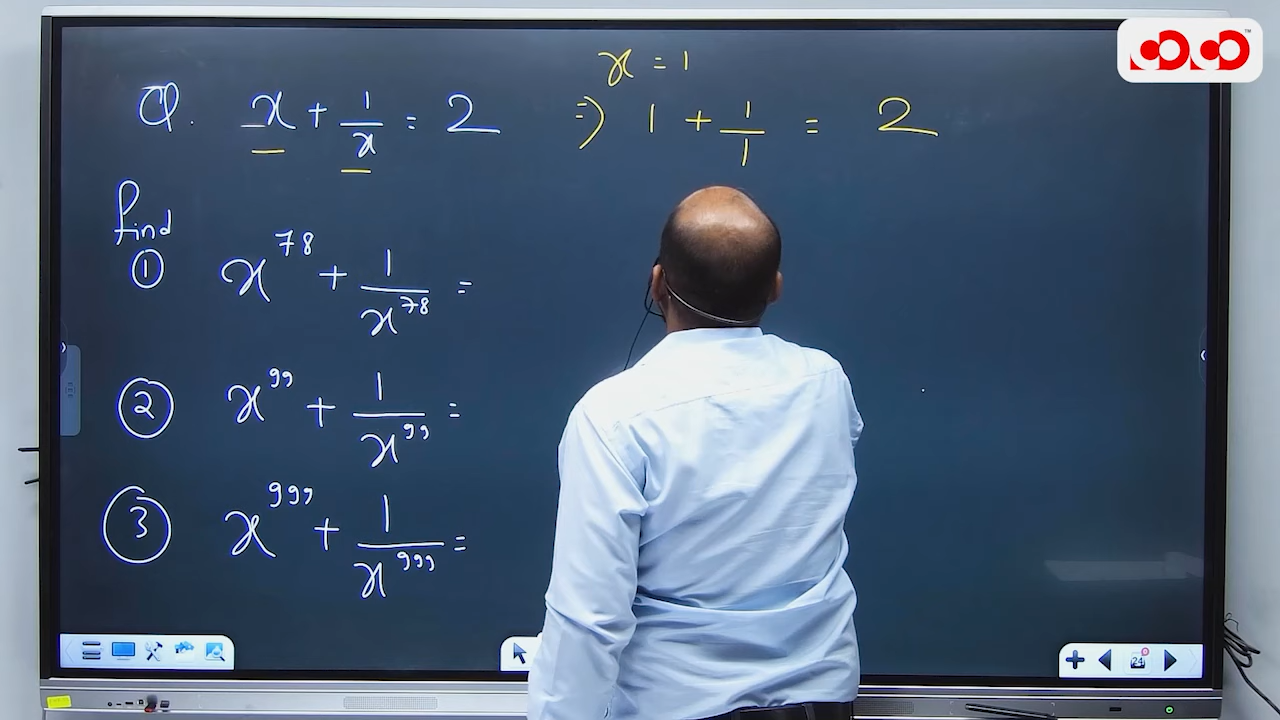 x = 1
Q. x + 1/x = 2 ⇒ 1 + 1/1 = 2
find
① x^78 + 1/x^78 =
② x^99 + 1/x^99 =
③ x^999 + 1/x^999 =
24